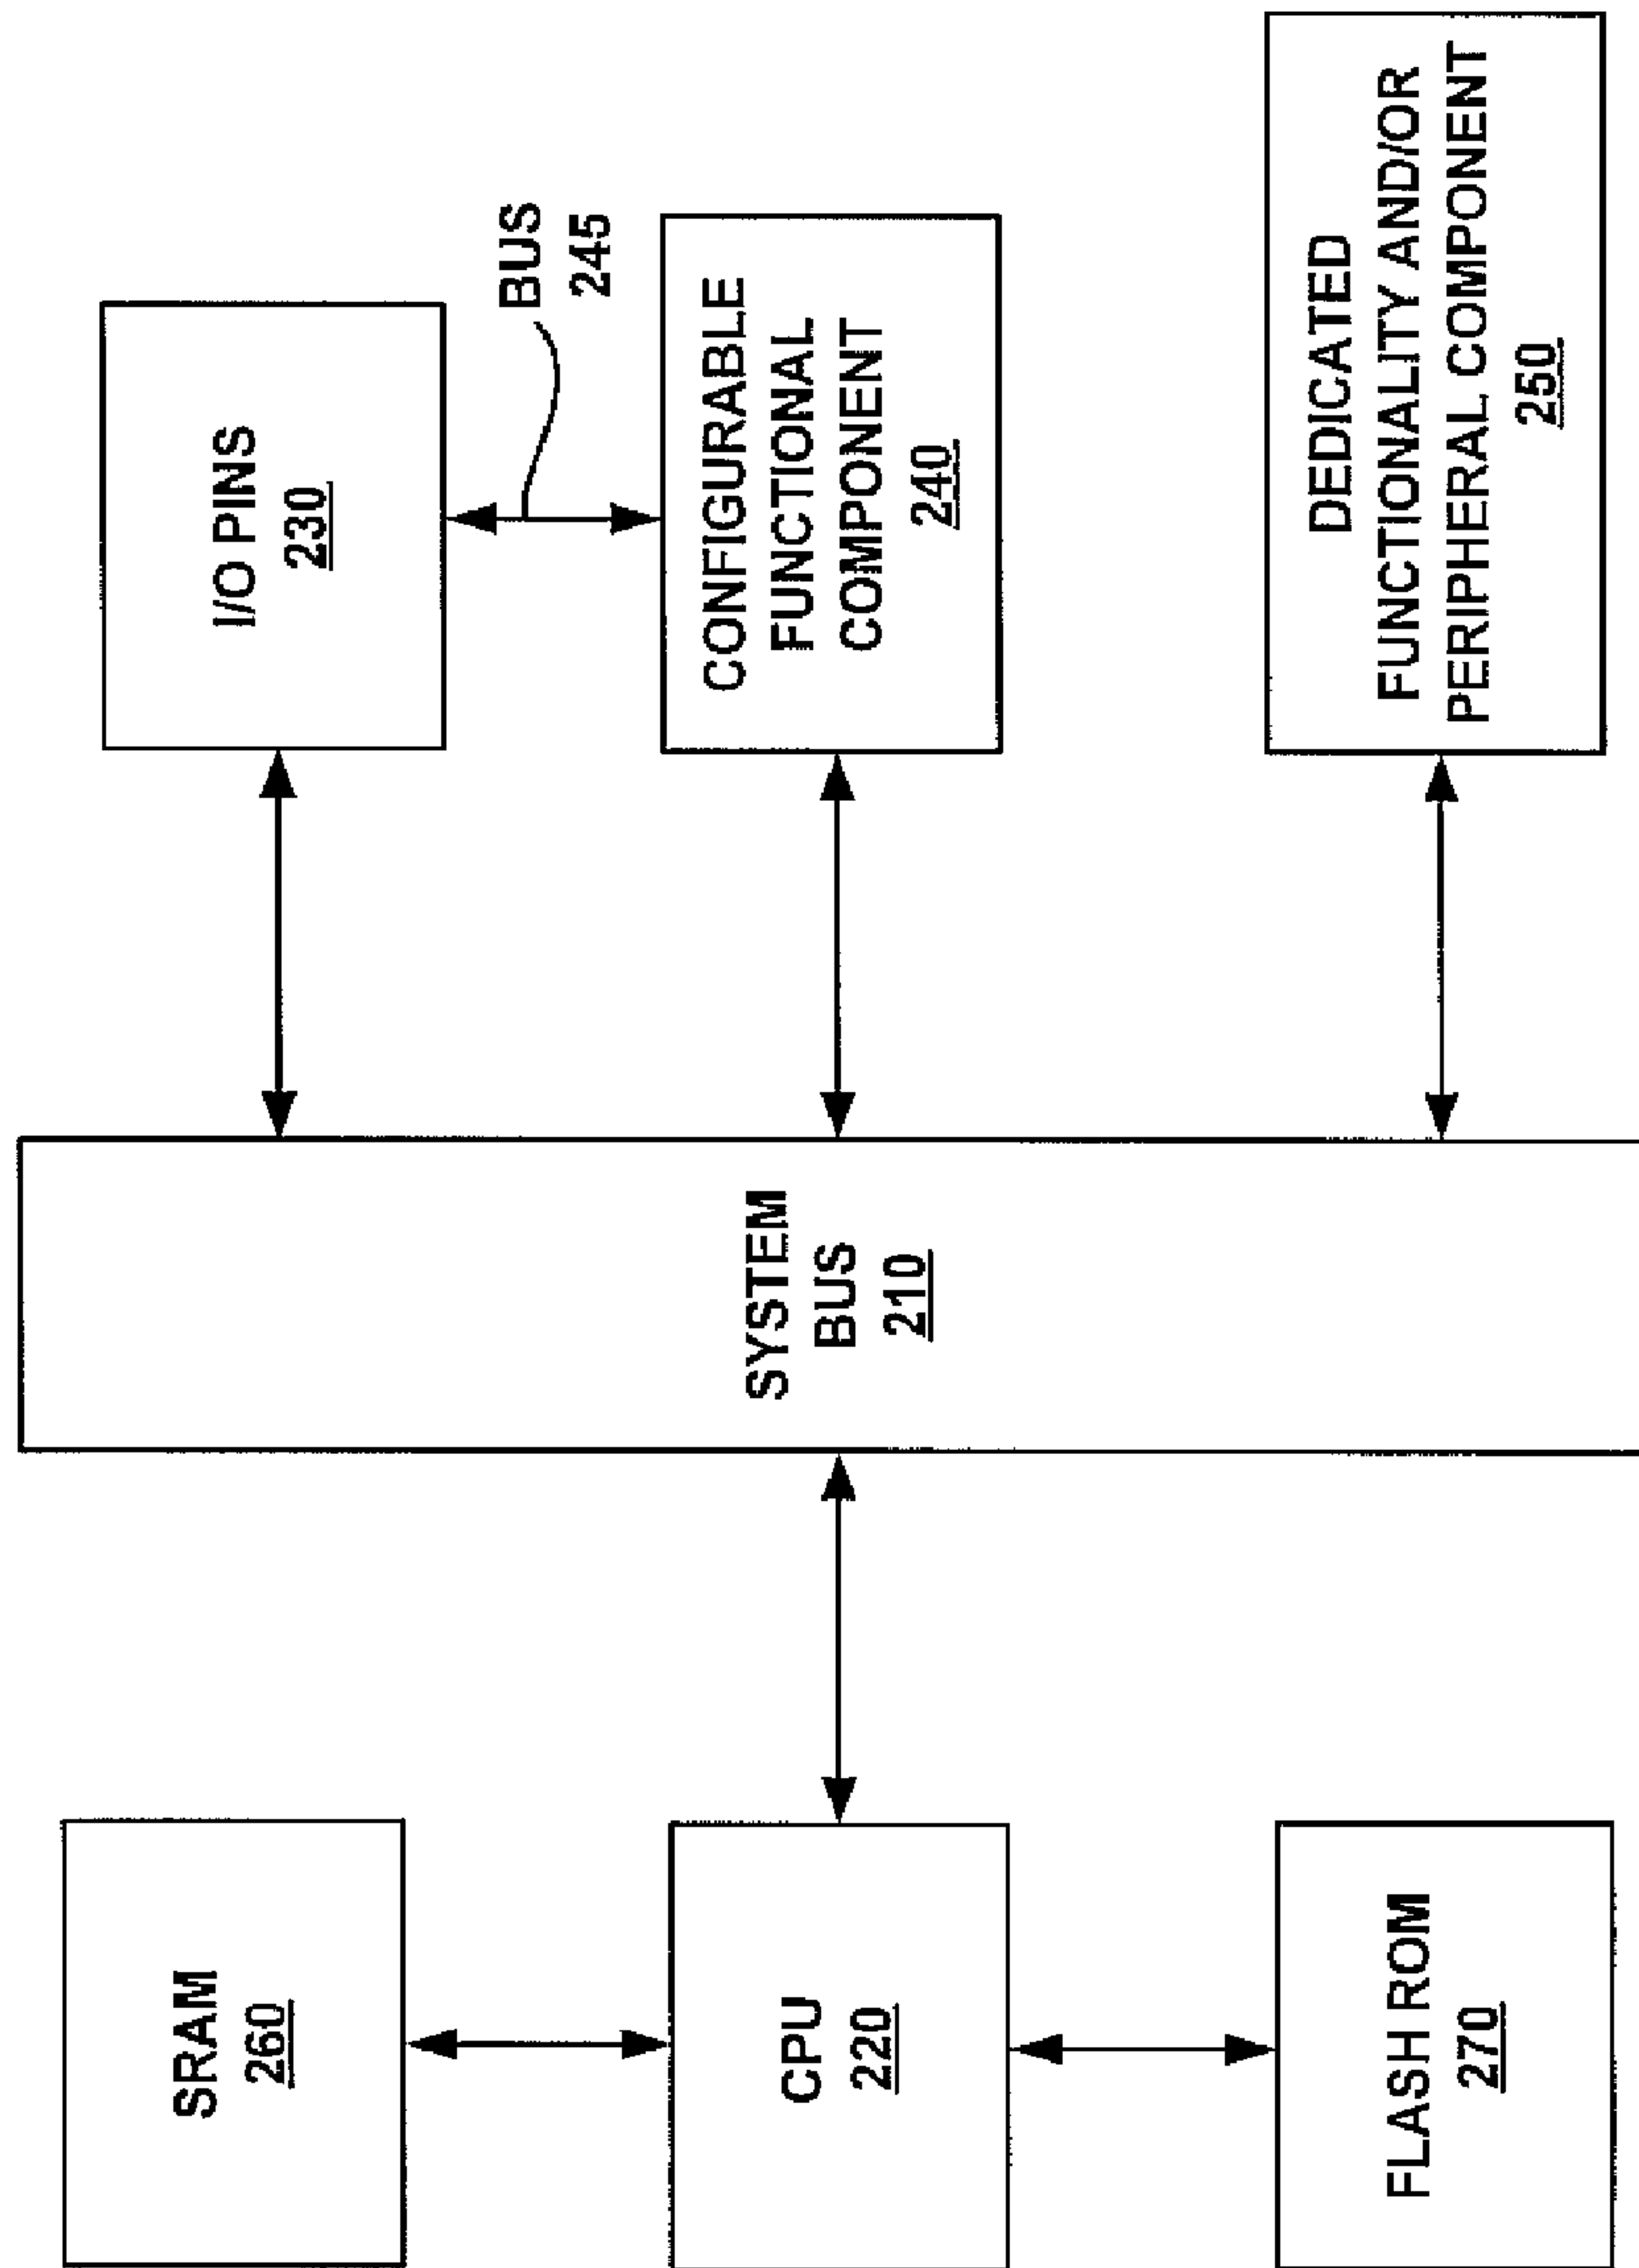 SRAM
260
CPU
220
FLASH ROM
270
SYSTEM
BUS
210
I/O PINS
230
BUS
245
CONFIGURABLE
FUNCTIONAL
COMPONENT
240
DEDICATED
FUNCTIONALITY AND/OR
PERIPHERAL COMPONENT
250